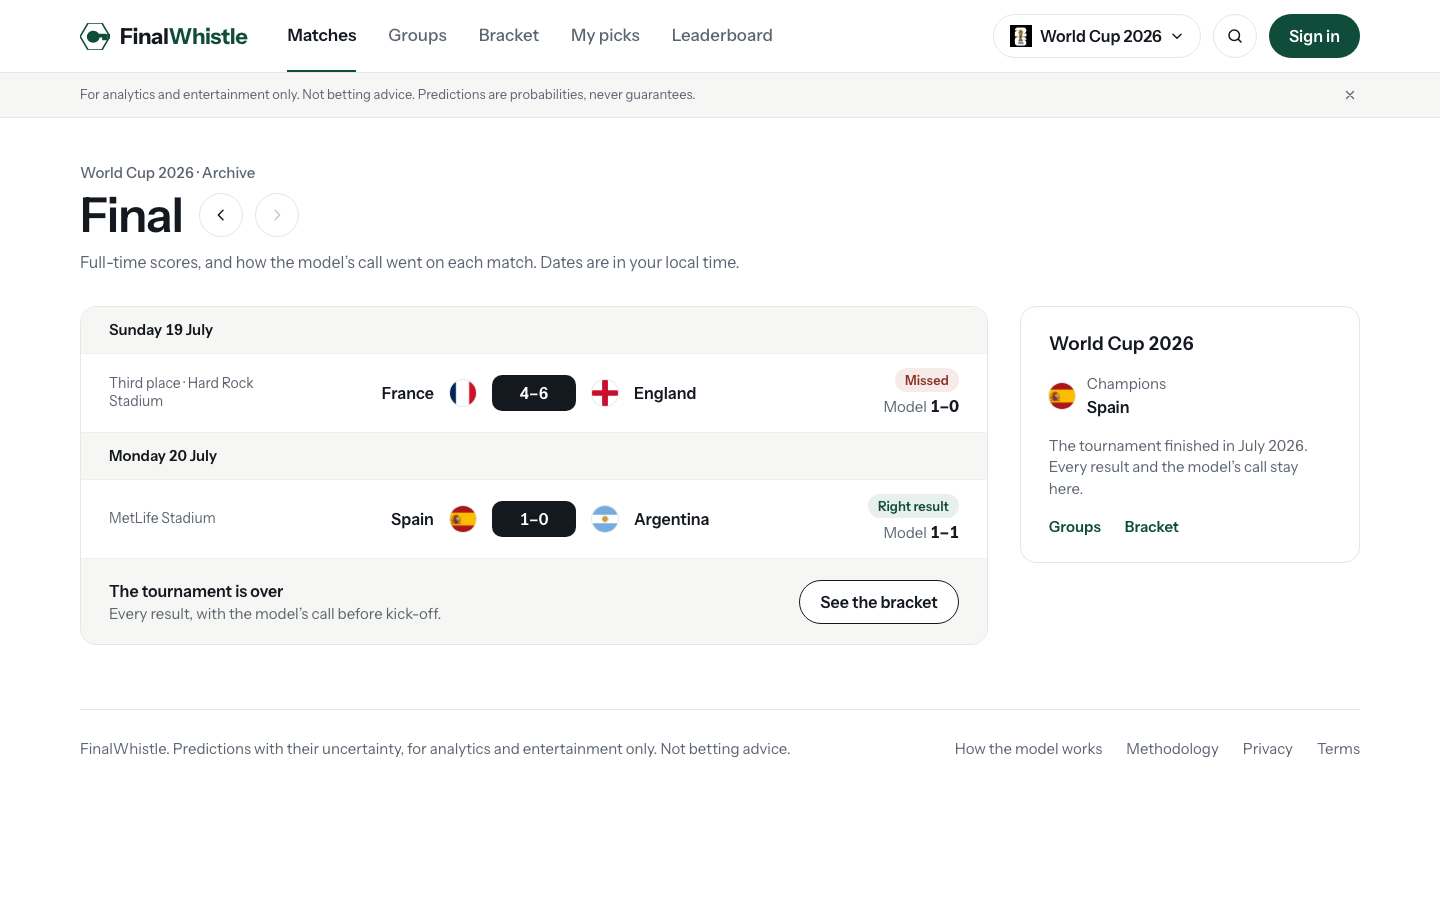 FinalWhistle
Matches
Groups
Bracket
My picks
Leaderboard
World Cup 2026
Sign in
For analytics and entertainment only. Not betting advice. Predictions are probabilities, never guarantees.
World Cup 2026 · Archive
Final
Full-time scores, and how the model’s call went on each match. Dates are in your local time.
Sunday 19 July
Third place · Hard Rock
Stadium
France
4–6
England
Missed
Model 1–0
Monday 20 July
MetLife Stadium
Spain
1–0
Argentina
Right result
Model 1–1
The tournament is over
Every result, with the model’s call before kick-off.
See the bracket
World Cup 2026
Champions
Spain
The tournament finished in July 2026.
Every result and the model’s call stay
here.
Groups
Bracket
FinalWhistle. Predictions with their uncertainty, for analytics and entertainment only. Not betting advice.
How the model works
Methodology
Privacy
Terms